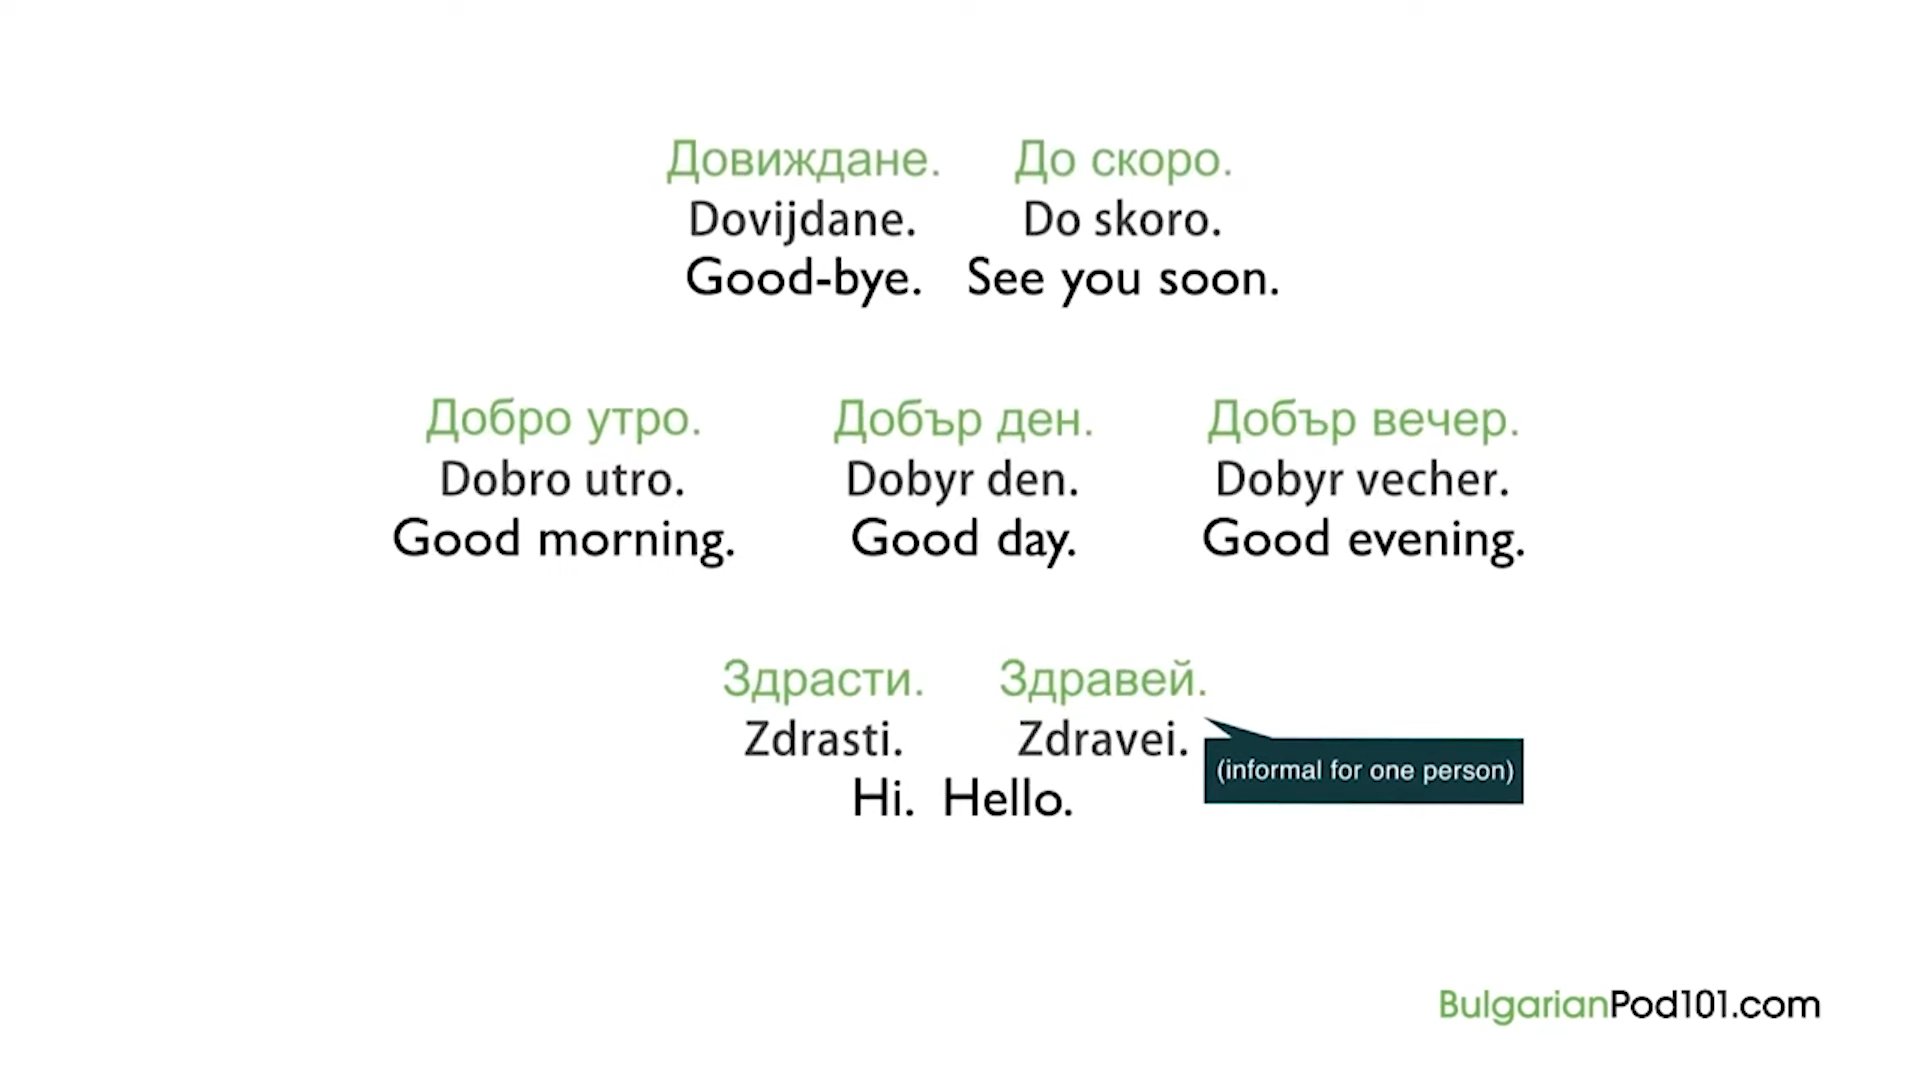 Довиждане. До скоро.
Dovijdane. Do skoro.
Good-bye. See you soon.
Добро утро. Добър ден. Добър вечер.
Dobro utro. Dobyr den. Dobyr vecher.
Good morning. Good day. Good evening.
Здрасти. Здравей.
Zdrasti. Zdravei.
(informal for one person)
Hi. Hello.
BulgarianPod101.com